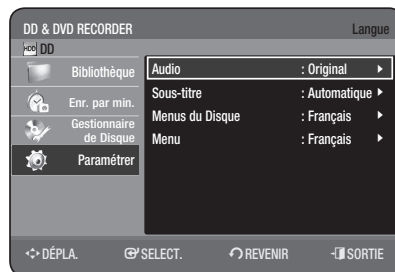 DD & DVD RECORDER Langue
HDD DD
Bibliothèque
Enr. par min.
Gestionnaire
de Disque
Paramétrer
Audio : Original
Sous-titre : Automatique
Menus du Disque : Français
Menu : Français
DÉPLA. SELECT. REVENIR SORTIE